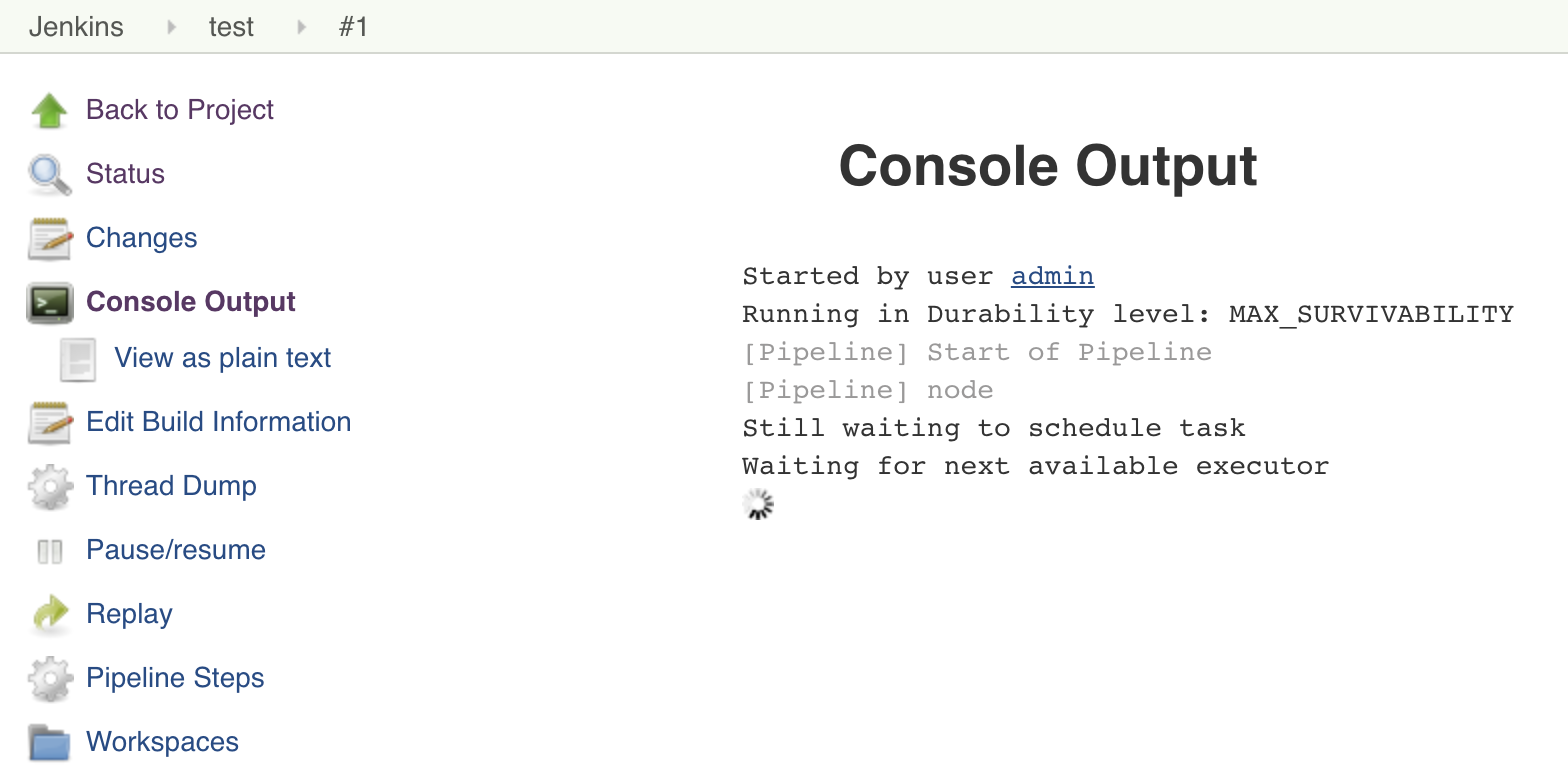 Jenkins test #1
Back to Project
Status
Changes
Console Output
View as plain text
Edit Build Information
Thread Dump
Pause/resume
Replay
Pipeline Steps
Workspaces
Console Output
Started by user admin
Running in Durability level: MAX_SURVIVABILITY
[Pipeline] Start of Pipeline
[Pipeline] node
Still waiting to schedule task
Waiting for next available executor